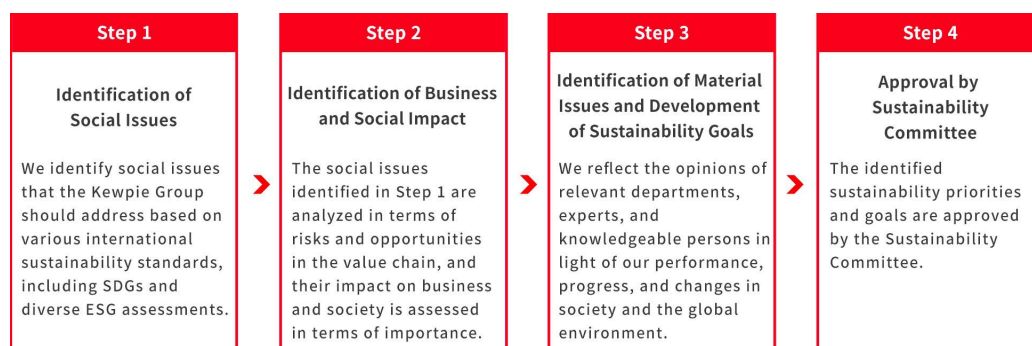 Step 1
Identification of
Social Issues
We identify social issues
that the Kewpie Group
should address based on
various international
sustainability standards,
including SDGs and
diverse ESG assessments.
Step 2
Identification of Business
and Social Impact
The social issues
identified in Step 1 are
analyzed in terms of
risks and opportunities
in the value chain, and
their impact on business
and society is assessed
in terms of importance.
Step 3
Identification of Material
Issues and Development
of Sustainability Goals
We reflect the opinions of
relevant departments,
experts, and
knowledgeable persons in
light of our performance,
progress, and changes in
society and the global
environment.
Step 4
Approval by
Sustainability
Committee
The identified
sustainability priorities
and goals are approved
by the Sustainability
Committee.